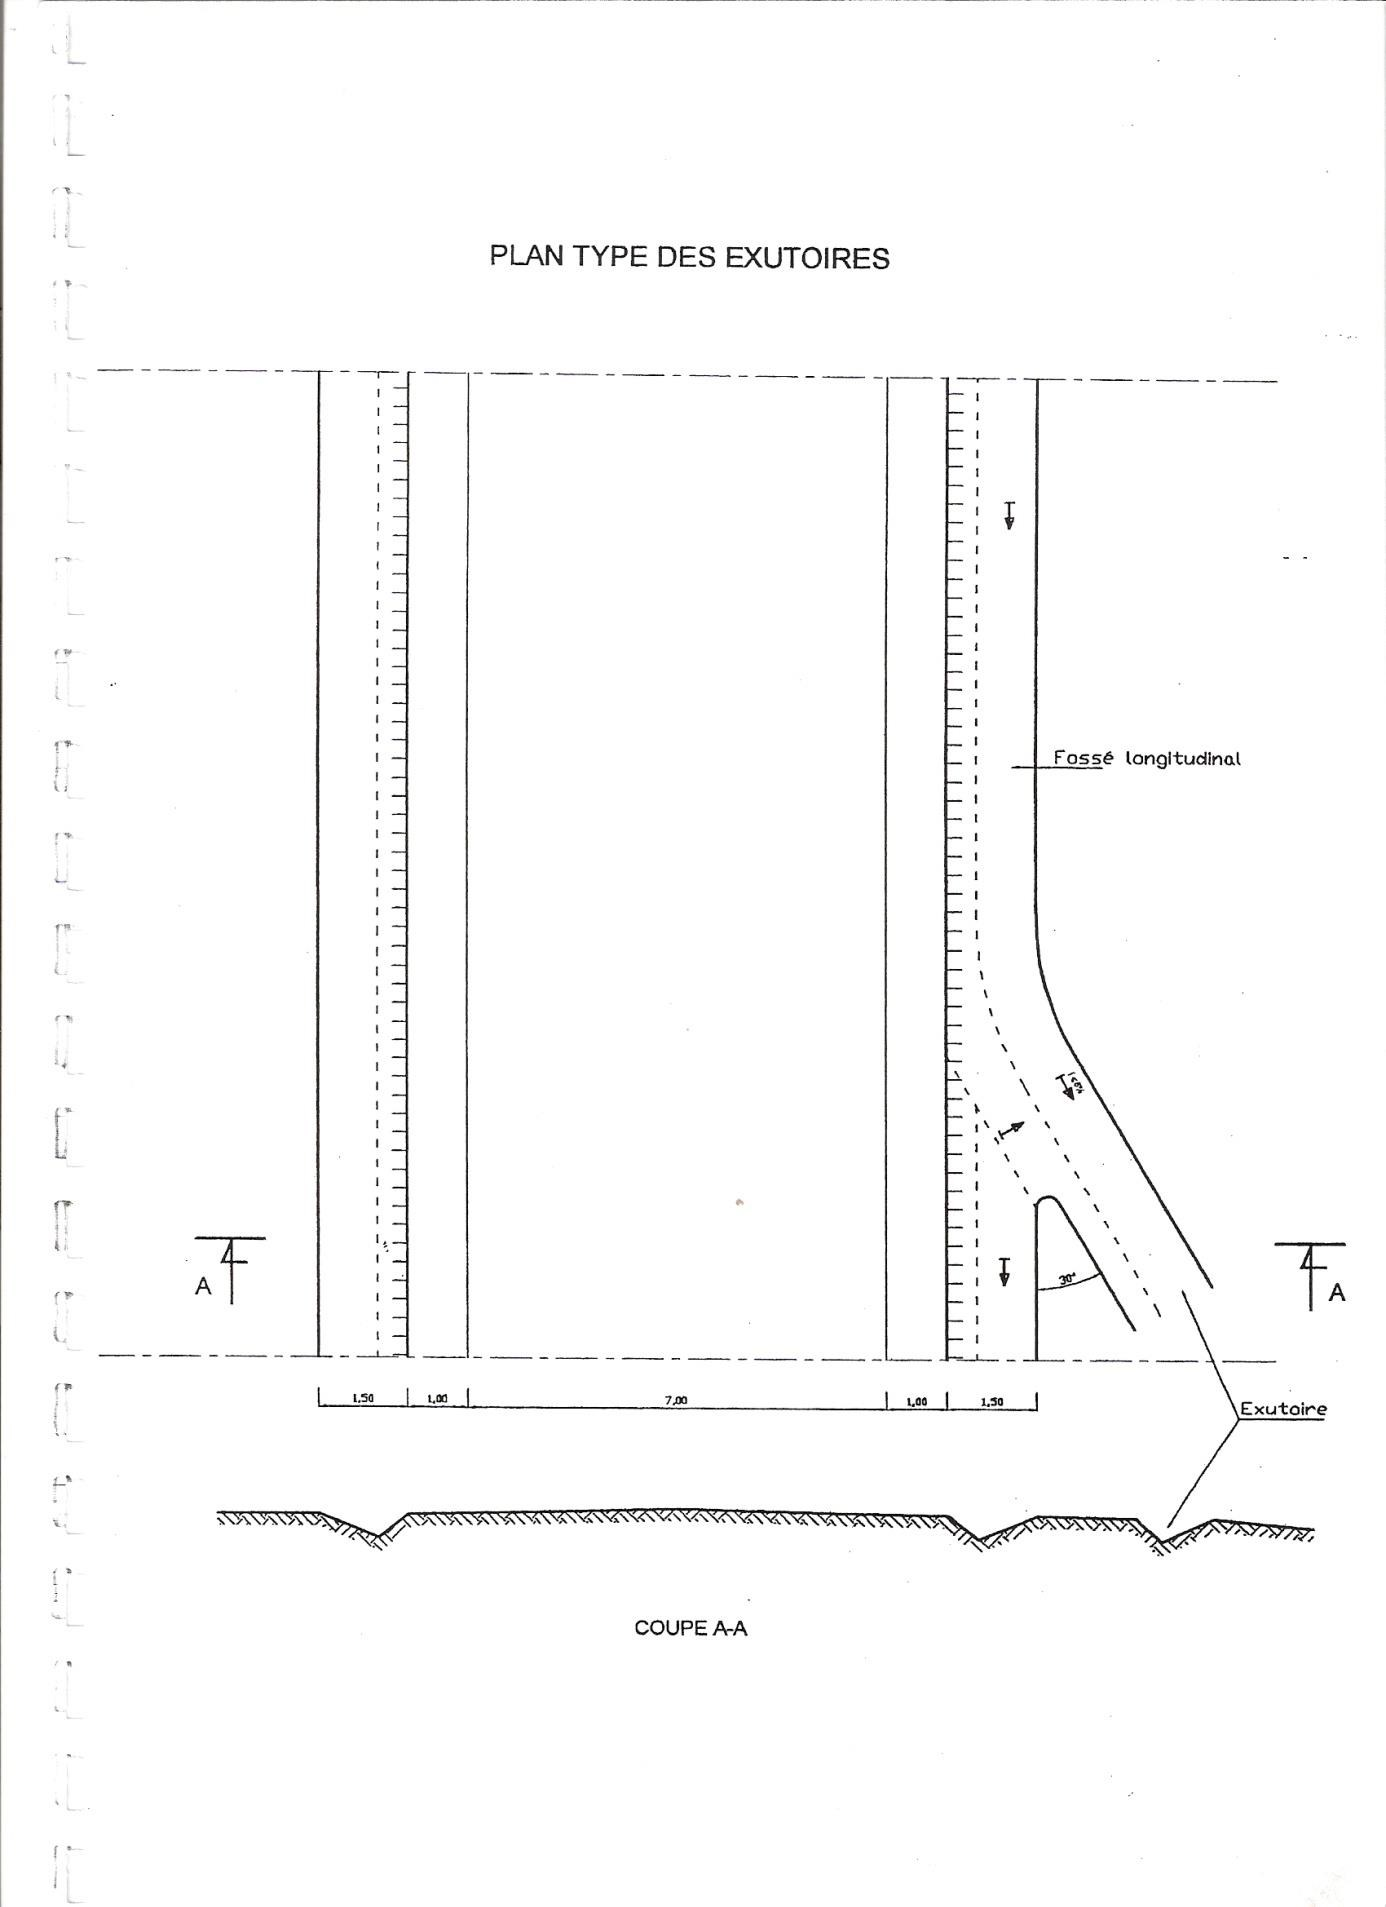 PLAN TYPE DES EXUTOIRES
Fossé longitudinal
30°
A
A
1,50 1,00 7,00 1,00 1,50
Exutoire
COUPE A-A